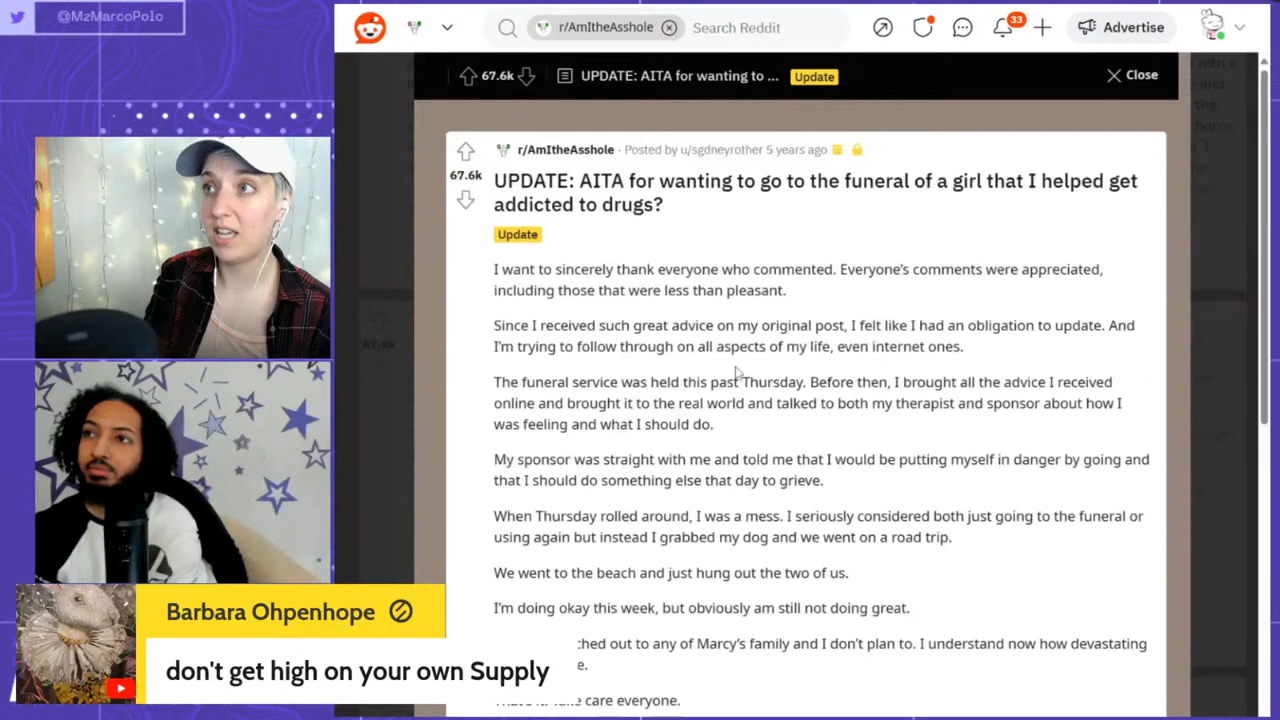 @MzMarcoPolo
r/AmItheAsshole
Search Reddit
33
Advertise
67.6k
UPDATE: AITA for wanting to ...
Update
Close
r/AmItheAsshole · Posted by u/sgdneyrother 5 years ago
67.6k
UPDATE: AITA for wanting to go to the funeral of a girl that I helped get
addicted to drugs?
Update
I want to sincerely thank everyone who commented. Everyone’s comments were appreciated,
including those that were less than pleasant.
Since I received such great advice on my original post, I felt like I had an obligation to update. And
I’m trying to follow through on all aspects of my life, even internet ones.
The funeral service was held this past Thursday. Before then, I brought all the advice I received
online and brought it to the real world and talked to both my therapist and sponsor about how I
was feeling and what I should do.
My sponsor was straight with me and told me that I would be putting myself in danger by going and
that I should do something else that day to grieve.
When Thursday rolled around, I was a mess. I seriously considered both just going to the funeral or
using again but instead I grabbed my dog and we went on a road trip.
We went to the beach and just hung out the two of us.
I’m doing okay this week, but obviously am still not doing great.
ched out to any of Marcy’s family and I don’t plan to. I understand now how devastating
e.
care everyone.
Barbara Ohpenhope
don't get high on your own Supply